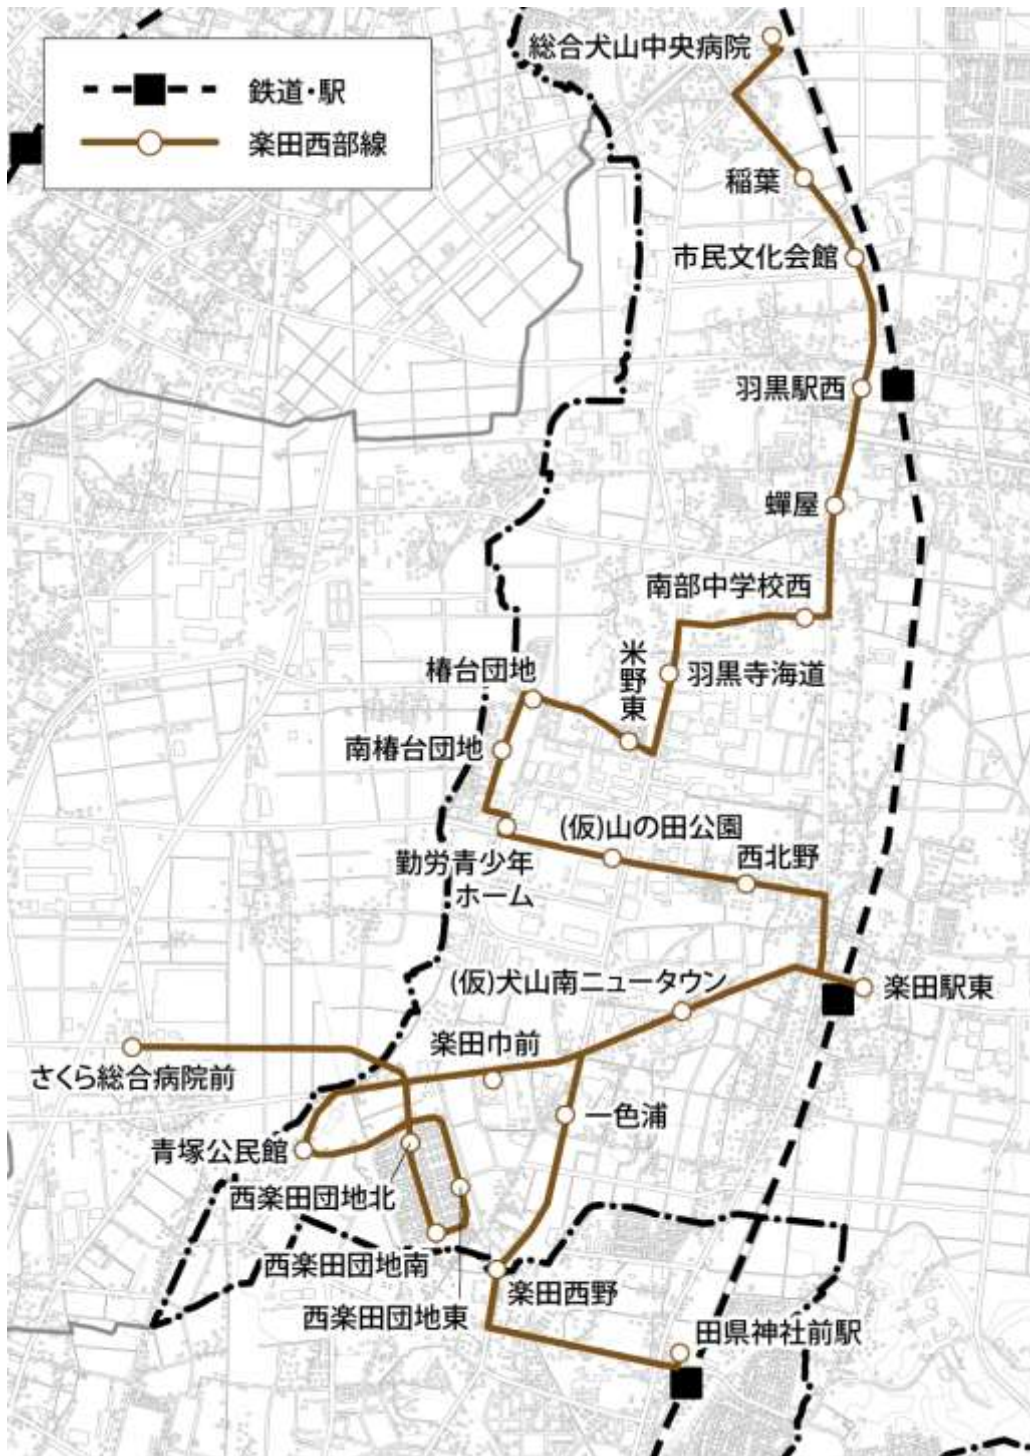 鉄道・駅
楽田西部線
総合犬山中央病院
稲葉
市民文化会館
羽黒駅西
蟬屋
南部中学校西
羽黒寺海道
米野東
椿台団地
南椿台団地
勤労青少年
ホーム
(仮)山の田公園
西北野
楽田駅東
(仮)犬山南ニュータウン
楽田巾前
さくら総合病院前
青塚公民館
一色浦
西楽田団地北
西楽田団地南
西楽田団地東
楽田西野
田県神社前駅